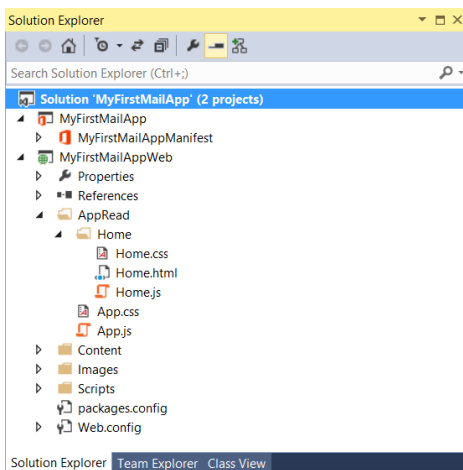 Solution Explorer
Search Solution Explorer (Ctrl+;)
Solution 'MyFirstMailApp' (2 projects)
MyFirstMailApp
MyFirstMailAppManifest
MyFirstMailAppWeb
Properties
References
AppRead
Home
Home.css
Home.html
Home.js
App.css
App.js
Content
Images
Scripts
packages.config
Web.config
Solution Explorer Team Explorer Class View